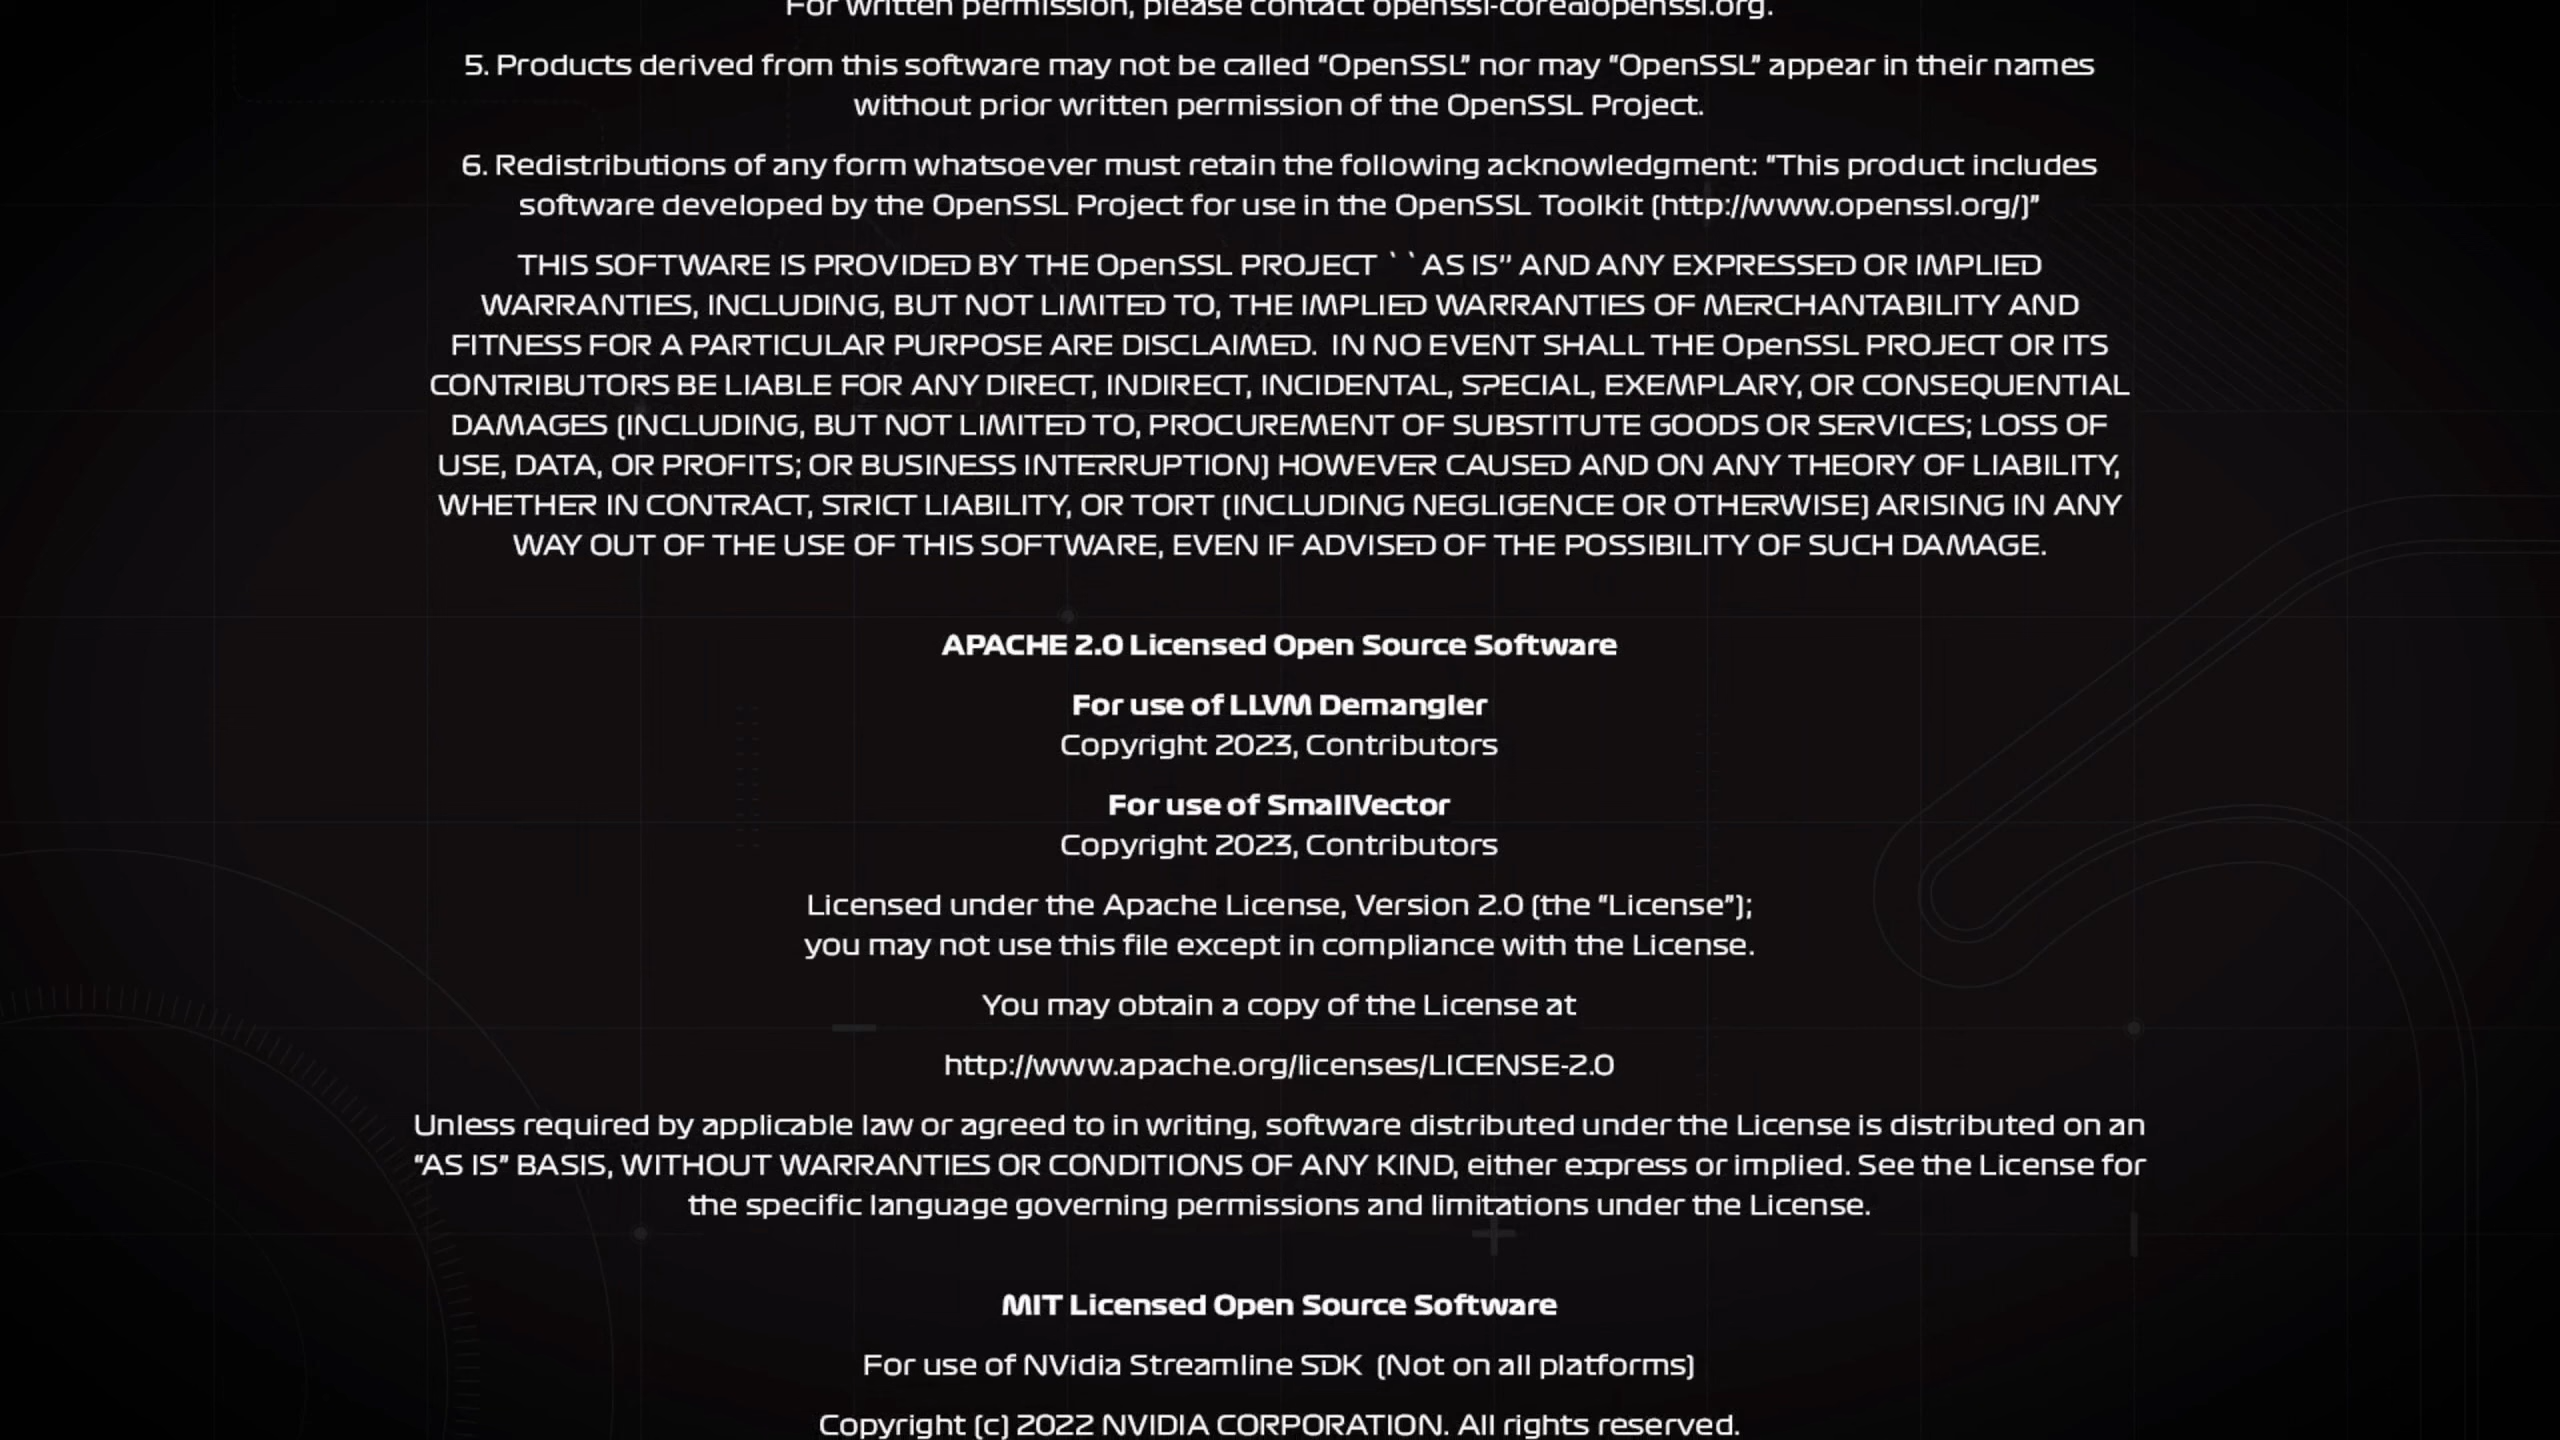 For written permission, please contact openssl-core@openssl.org.
5. Products derived from this software may not be called “OpenSSL” nor may “OpenSSL” appear in their names
without prior written permission of the OpenSSL Project.
6. Redistributions of any form whatsoever must retain the following acknowledgment: “This product includes
software developed by the OpenSSL Project for use in the OpenSSL Toolkit (http://www.openssl.org/)”
THIS SOFTWARE IS PROVIDED BY THE OpenSSL PROJECT ``AS IS” AND ANY EXPRESSED OR IMPLIED
WARRANTIES, INCLUDING, BUT NOT LIMITED TO, THE IMPLIED WARRANTIES OF MERCHANTABILITY AND
FITNESS FOR A PARTICULAR PURPOSE ARE DISCLAIMED. IN NO EVENT SHALL THE OpenSSL PROJECT OR ITS
CONTRIBUTORS BE LIABLE FOR ANY DIRECT, INDIRECT, INCIDENTAL, SPECIAL, EXEMPLARY, OR CONSEQUENTIAL
DAMAGES (INCLUDING, BUT NOT LIMITED TO, PROCUREMENT OF SUBSTITUTE GOODS OR SERVICES; LOSS OF
USE, DATA, OR PROFITS; OR BUSINESS INTERRUPTION) HOWEVER CAUSED AND ON ANY THEORY OF LIABILITY,
WHETHER IN CONTRACT, STRICT LIABILITY, OR TORT (INCLUDING NEGLIGENCE OR OTHERWISE) ARISING IN ANY
WAY OUT OF THE USE OF THIS SOFTWARE, EVEN IF ADVISED OF THE POSSIBILITY OF SUCH DAMAGE.
APACHE 2.0 Licensed Open Source Software
For use of LLVM Demangler
Copyright 2023, Contributors
For use of SmallVector
Copyright 2023, Contributors
Licensed under the Apache License, Version 2.0 (the “License”);
you may not use this file except in compliance with the License.
You may obtain a copy of the License at
http://www.apache.org/licenses/LICENSE-2.0
Unless required by applicable law or agreed to in writing, software distributed under the License is distributed on an
“AS IS” BASIS, WITHOUT WARRANTIES OR CONDITIONS OF ANY KIND, either express or implied. See the License for
the specific language governing permissions and limitations under the License.
MIT Licensed Open Source Software
For use of NVidia Streamline SDK (Not on all platforms)
Copyright (c) 2022 NVIDIA CORPORATION. All rights reserved.